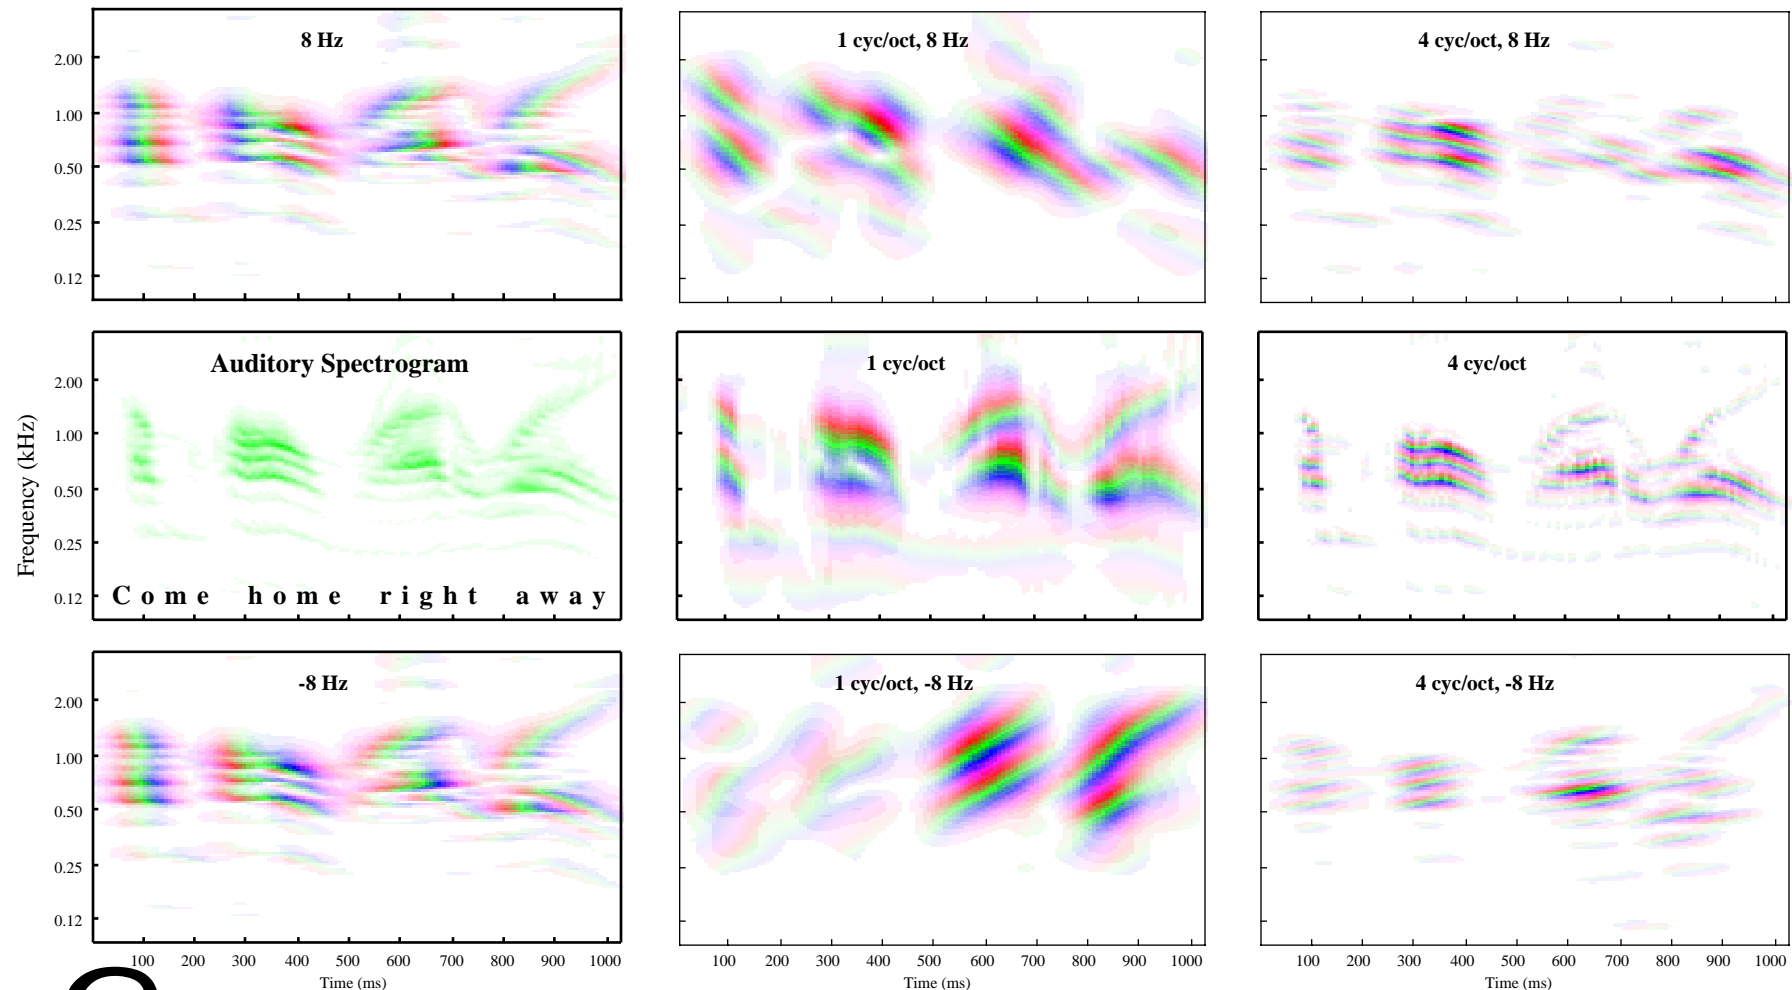 8 Hz
1 cyc/oct, 8 Hz
4 cyc/oct, 8 Hz
2.00
1.00
0.50
0.25
0.12
Auditory Spectrogram
1 cyc/oct
4 cyc/oct
Frequency (kHz)
2.00
1.00
0.50
0.25
0.12
Come home right away
-8 Hz
1 cyc/oct, -8 Hz
4 cyc/oct, -8 Hz
2.00
1.00
0.50
0.25
0.12
100 200 300 400 500 600 700 800 900 1000
100 200 300 400 500 600 700 800 900 1000
100 200 300 400 500 600 700 800 900 1000
Time (ms)
Time (ms)
Time (ms)